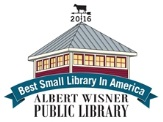 2016
Best Small Library In America
ALBERT WISNER
PUBLIC LIBRARY